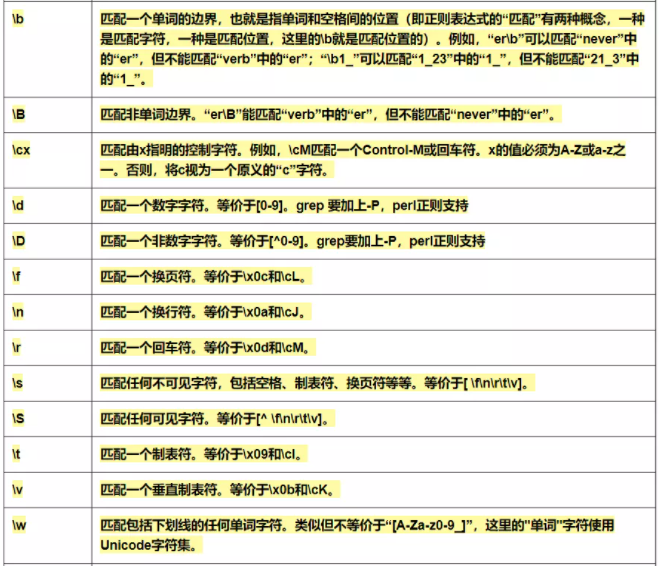 \b
匹配一个单词的边界，也就是指单词和空格间的位置（即正则表达式的“匹配”有两种概念，一种
是匹配字符，一种是匹配位置，这里的\b就是匹配位置的）。例如，“er\b”可以匹配“never”中
的“er”，但不能匹配“verb”中的“er”；“\b1_”可以匹配“1_23”中的“1_”，但不能匹配“21_3”中
的“1_”。
\B
匹配非单词边界。“er\B”能匹配“verb”中的“er”，但不能匹配“never”中的“er”。
\cx
匹配由x指明的控制字符。例如，\cM匹配一个Control-M或回车符。x的值必须为A-Z或a-z之
一。否则，将c视为一个原义的“c”字符。
\d
匹配一个数字字符。等价于[0-9]。grep 要加上-P，perl正则支持
\D
匹配一个非数字字符。等价于[^0-9]。grep要加上-P，perl正则支持
\f
匹配一个换页符。等价于\x0c和\cL。
\n
匹配一个换行符。等价于\x0a和\cJ。
\r
匹配一个回车符。等价于\x0d和\cM。
\s
匹配任何不可见字符，包括空格、制表符、换页符等等。等价于[ \f\n\r\t\v]。
\S
匹配任何可见字符。等价于[^ \f\n\r\t\v]。
\t
匹配一个制表符。等价于\x09和\cI。
\v
匹配一个垂直制表符。等价于\x0b和\cK。
\w
匹配包括下划线的任何单词字符。类似但不等价于“[A-Za-z0-9_]”，这里的"单词"字符使用
Unicode字符集。